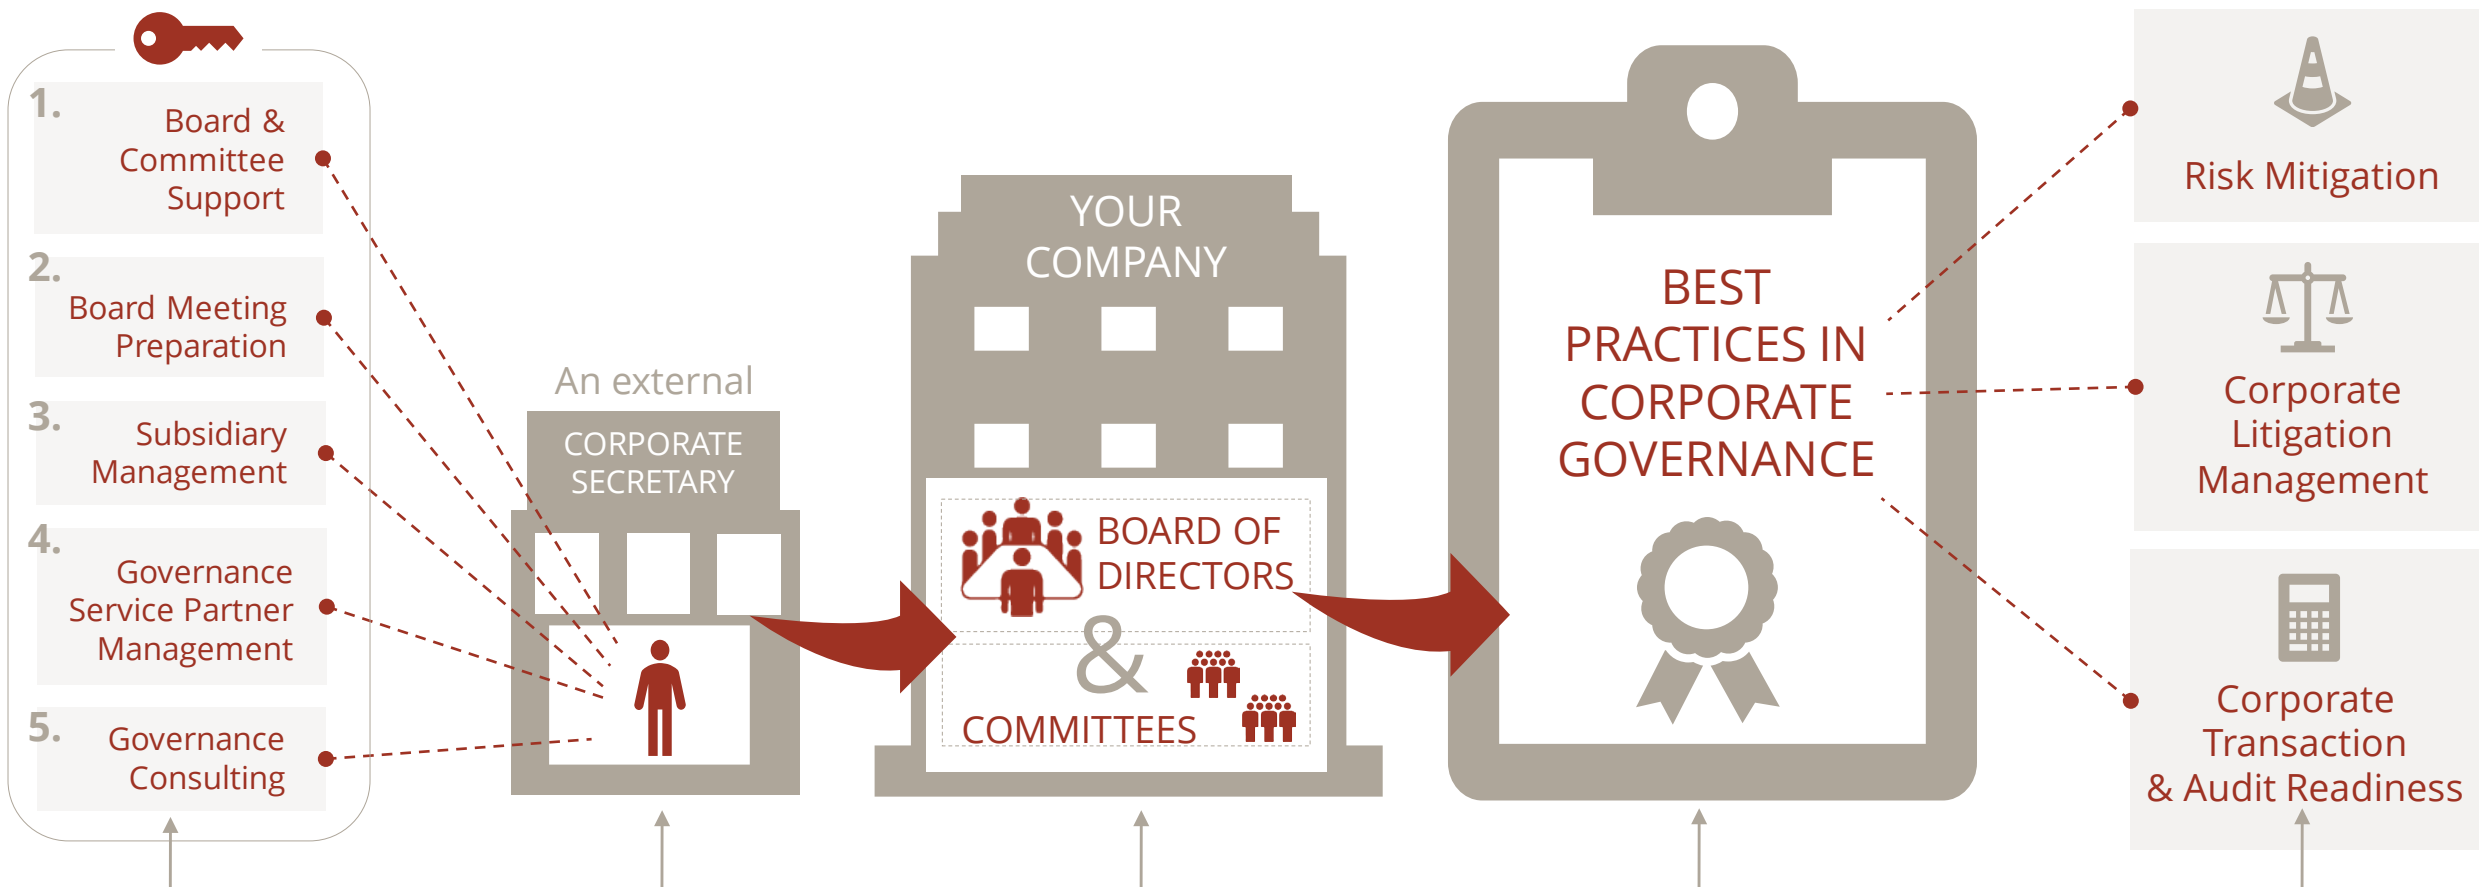 1.
Board &
Committee
Support
2.
Board Meeting
Preparation
3.
Subsidiary
Management
4.
Governance
Service Partner
Management
5.
Governance
Consulting
An external
CORPORATE
SECRETARY
YOUR
COMPANY
BOARD OF
DIRECTORS
&
COMMITTEES
BEST
PRACTICES IN
CORPORATE
GOVERNANCE
Risk Mitigation
Corporate
Litigation
Management
Corporate
Transaction
& Audit Readiness